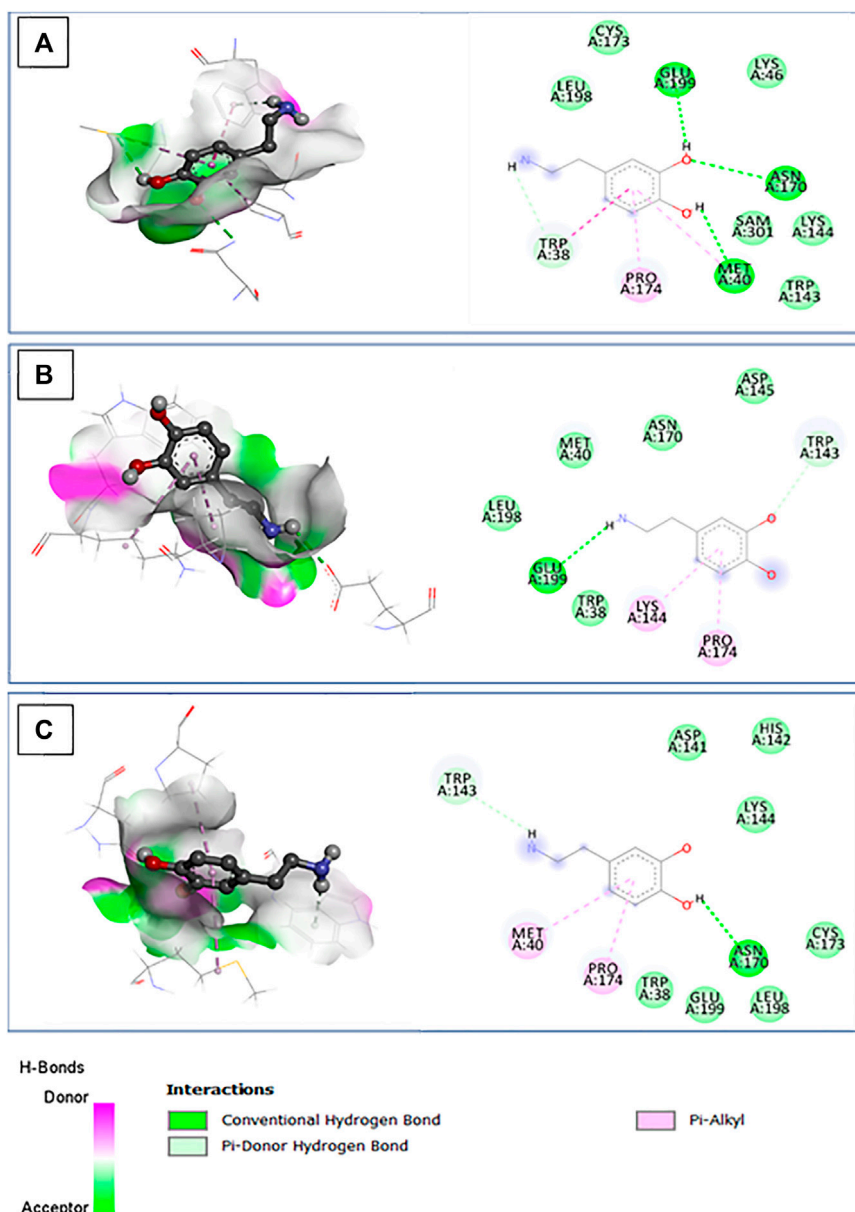 A
CYS
A:173
GLU
A:199
LYS
A:46
LEU
A:198
H
H
N
O
ASN
A:170
H
O
SAM
A:301
LYS
A:144
TRP
A:38
MET
A:40
PRO
A:174
TRP
A:143
B
ASP
A:145
ASN
A:170
MET
A:40
TRP
A:143
LEU
A:198
H
N
O
GLU
A:199
O
TRP
A:38
LYS
A:144
PRO
A:174
C
ASP
A:141
HIS
A:142
TRP
A:143
LYS
A:144
H
N
O
O
H
MET
A:40
CYS
A:173
ASN
A:170
PRO
A:174
TRP
A:38
GLU
A:199
LEU
A:198
H-Bonds
Donor
Acceptor
Interactions
Conventional Hydrogen Bond
Pi-Donor Hydrogen Bond
Pi-Alkyl